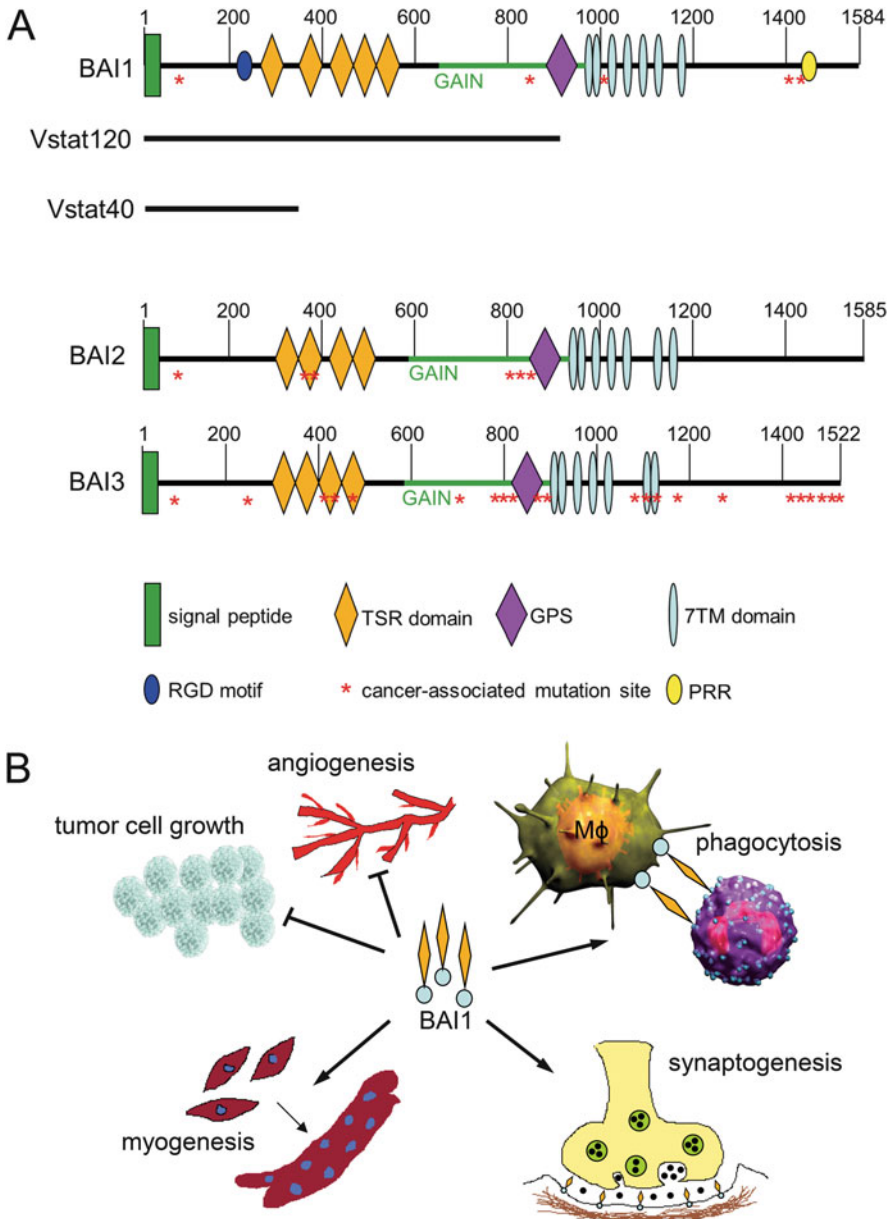 A
1 200 400 600 800 1000 1200 1400 1584
BAI1
GAIN
* * * **
Vstat120
Vstat40
1 200 400 600 800 1000 1200 1400 1585
BAI2
GAIN
* ** ***
1 200 400 600 800 1000 1200 1400 1522
BAI3
GAIN
signal peptide
TSR domain
GPS
7TM domain
RGD motif
* cancer-associated mutation site
PRR
B
angiogenesis
tumor cell growth
Mφ
phagocytosis
BAI1
synaptogenesis
myogenesis